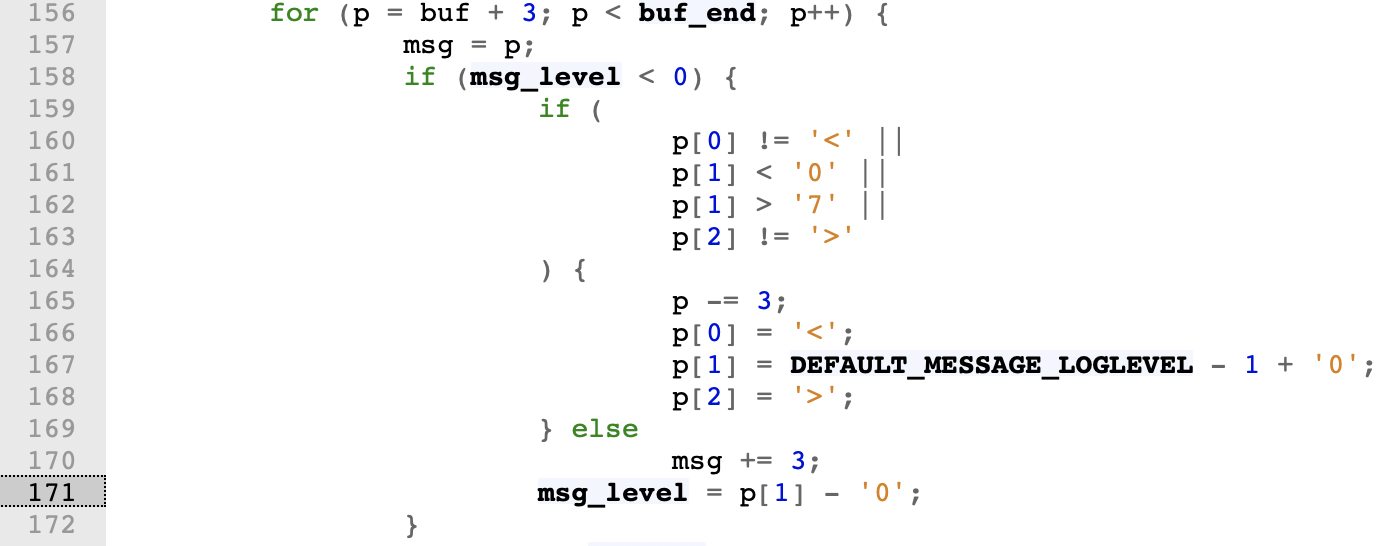 156 for (p = buf + 3; p < buf_end; p++) {
157 msg = p;
158 if (msg_level < 0) {
159 if (
160 p[0] != '<' ||
161 p[1] < '0' ||
162 p[1] > '7' ||
163 p[2] != '>'
164 ) {
165 p -= 3;
166 p[0] = '<';
167 p[1] = DEFAULT_MESSAGE_LOGLEVEL - 1 + '0';
168 p[2] = '>';
169 } else
170 msg += 3;
171 msg_level = p[1] - '0';
172 }